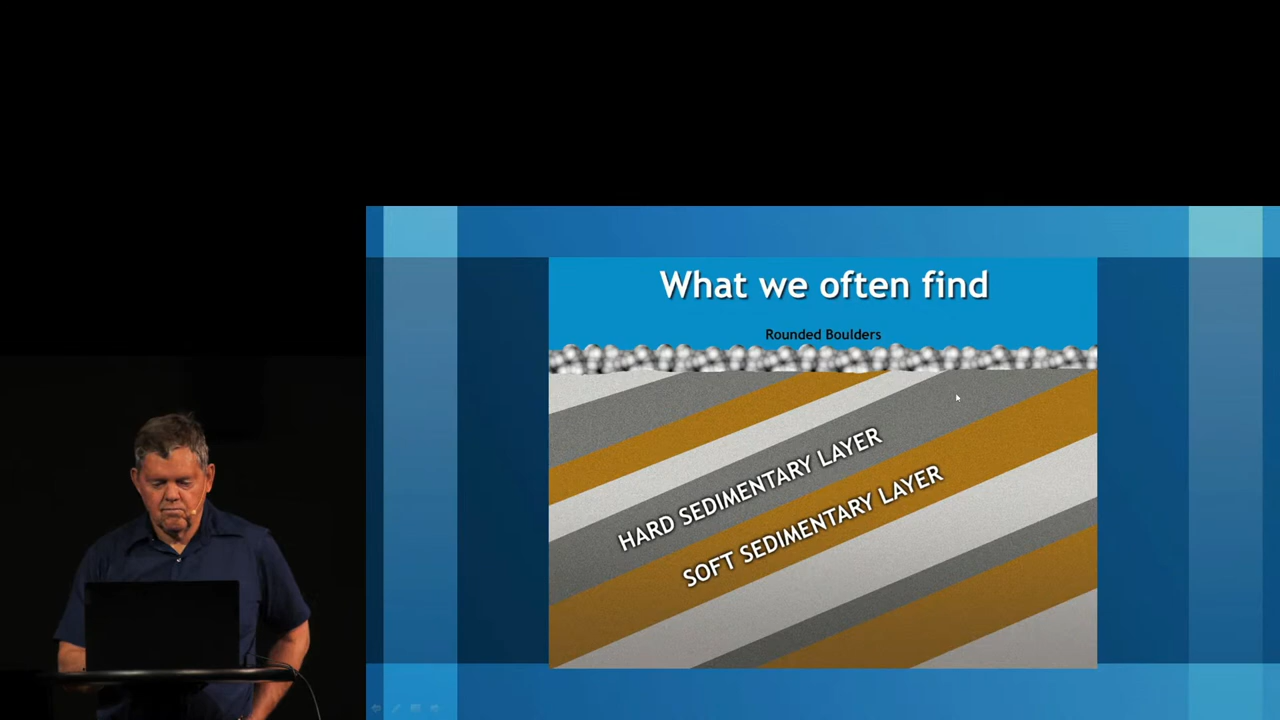 What we often find
Rounded Boulders
HARD SEDIMENTARY LAYER
SOFT SEDIMENTARY LAYER